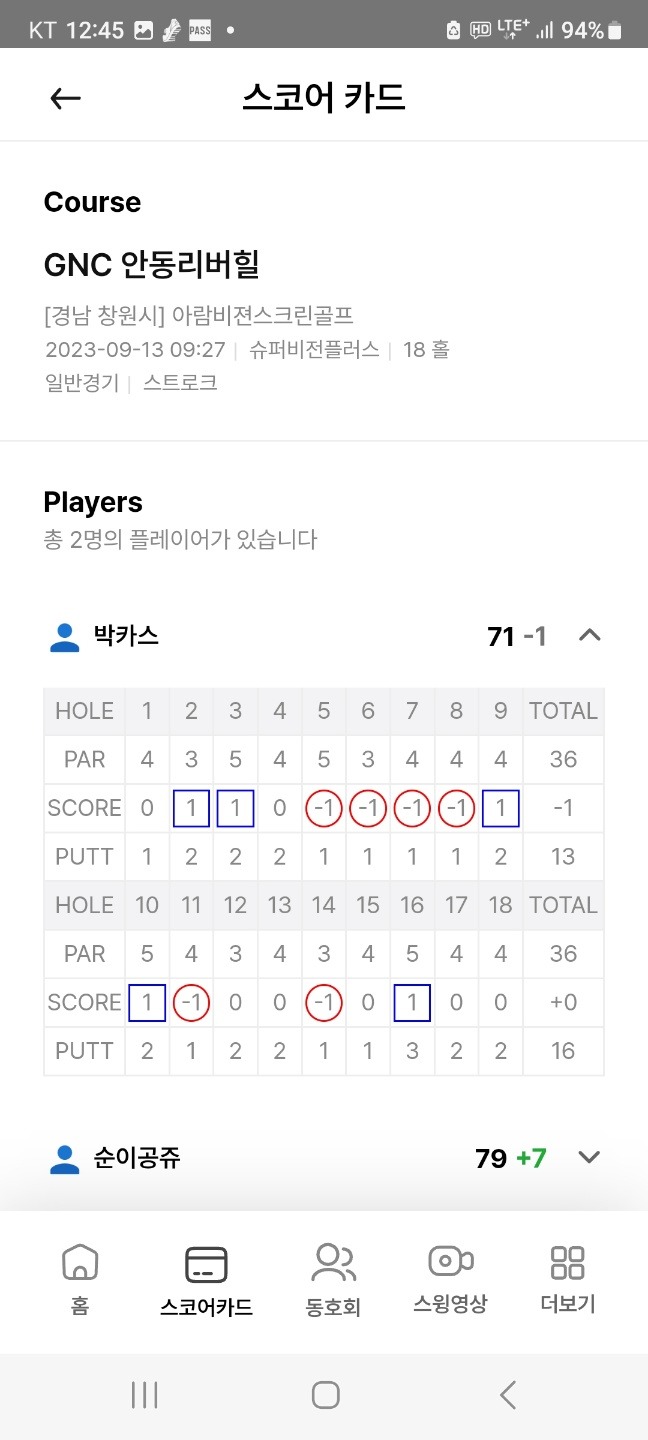 KT 12:45 PASS HD LTE+ 94%
스코어 카드
Course
GNC 안동리버힐
[경남 창원시] 아람비젼스크린골프
2023-09-13 09:27 | 슈퍼비전플러스 | 18 홀
일반경기 | 스트로크
Players
총 2명의 플레이어가 있습니다
박카스 71 -1
HOLE 1 2 3 4 5 6 7 8 9 TOTAL
PAR 4 3 5 4 5 3 4 4 4 36
SCORE 0 1 1 0 -1 -1 -1 -1 1 -1
PUTT 1 2 2 2 1 1 1 1 2 13
HOLE 10 11 12 13 14 15 16 17 18 TOTAL
PAR 5 4 3 4 3 4 5 4 4 36
SCORE 1 -1 0 0 -1 0 1 0 0 +0
PUTT 2 1 2 2 1 1 3 2 2 16
순이공쥬 79 +7
홈 스코어카드 동호회 스윙영상 더보기